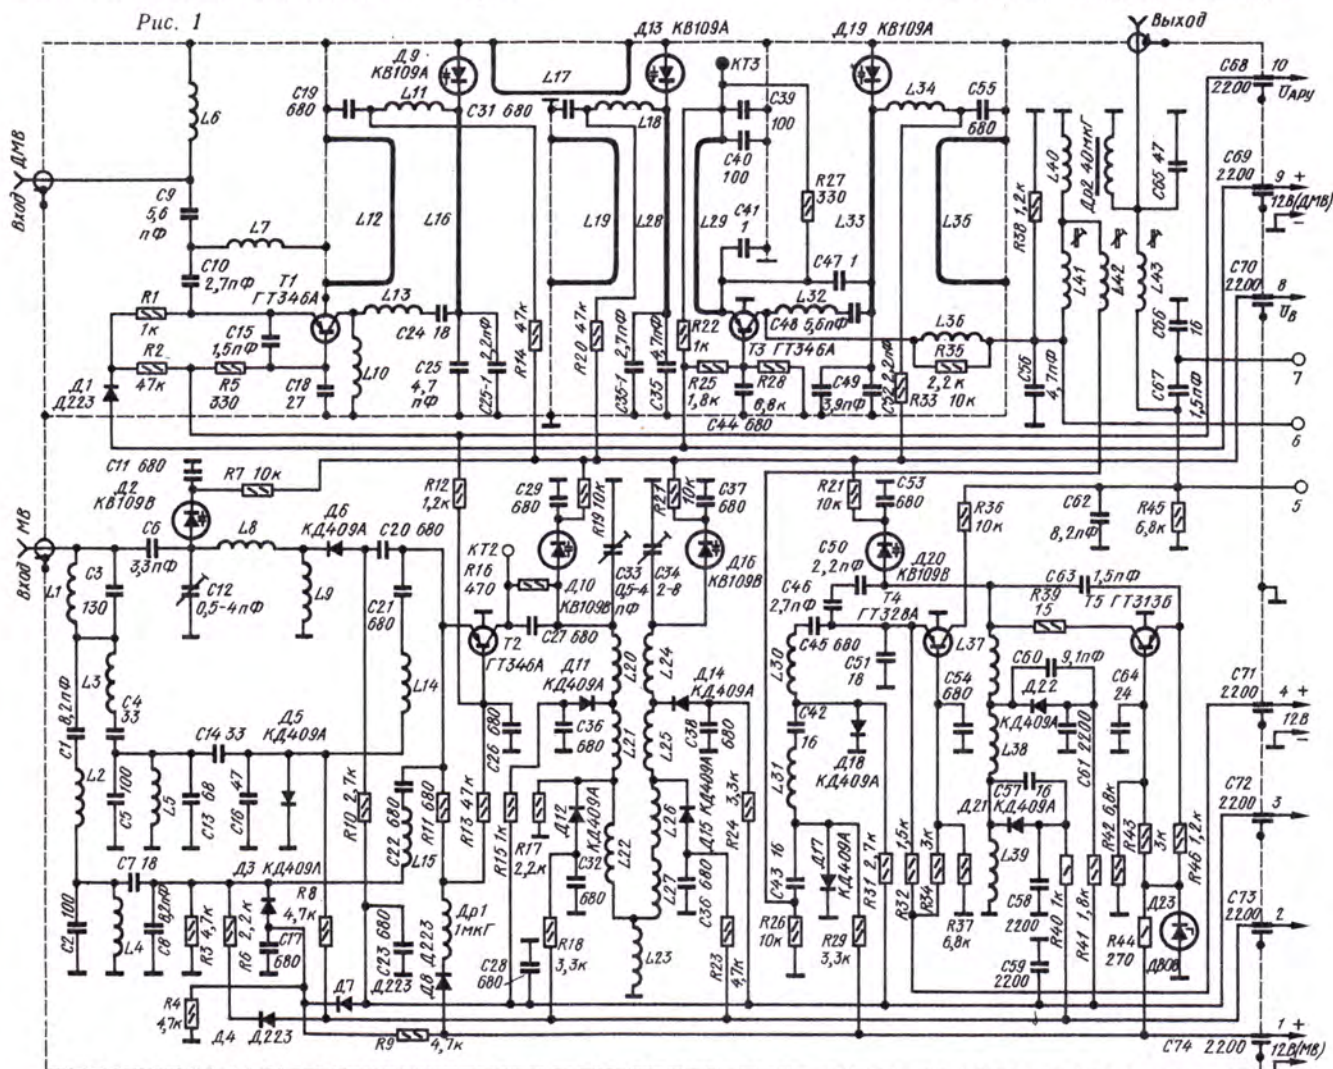 Рис. 1
Выход
Д9
КВ109А
Д13 КВ109А
Д19 КВ109А
КТ3
C68 10
2200
UАРУ
L6
C19
680
L11
C31 680
L17
L18
C39
100
L34
C55
680
L40
Др2 40мкГ
C65 47
Вход ДМВ
C9
5,6
пФ
L7
L12
L16
L19
L28
L29
C40
100
R27
330
L33
L35
R38 1,2к
C69 9 +
2200
12В(ДМВ)
–
C41
1
C47 1
L41
L42
L43
C70
2200 8
UВ
C10
2,7пФ
T1
ГТ346А
L13
C24 18
L32
C48 5,6пФ
C66
16
R1
1к
C15
1,5пФ
R14 47к
R20 47к
R22
1к
T3 ГТ346А
L36
R35
2,2к
7
R2
47к
R5
330
C18
27
L10
C25
4,7
пФ
C25-1 2,2пФ
C35-1 2,7пФ
C35 4,7пФ
R25
1,8к
R28
6,8к
C49
3,9пФ
C52 2,2пФ
R33 10к
C56
4,7пФ
C67
1,5пФ
Д1
Д223
C44 680
6
C11 680
Д2
КВ109В
R7 10к
R12
1,2к
C29
680
R19 10к
R21
10к
C37
680
R21
10к
C53
680
R36
10к
C62
8,2пФ
R45
6,8к
5
Вход МВ
C6
3,3пФ
L8
Д6
КД409А
C20 680
КТ2
R16
470
Д10
КВ109В
C33
0,5-4
пФ
C34
2-8
Д16
КВ109В
C50
2,2пФ
Д20
КВ109В
L1
C3
130
C12
0,5-4пФ
L9
C21
680
T2
ГТ346А
C27 680
C46
2,7пФ
T4
ГТ328А
C63 1,5пФ
R39
15
T5 ГТ313Б
C45 680
L37
L20
L24
L30
C51
18
C60 9,1пФ
L3
L14
Д11
КД409А
Д14
КД409А
C54
680
Д22
КД409А
C64
24
C71
2200 4 +
12В
–
8,2пФ
C1
C4
33
C14 33
Д5
КД409А
C26 680
C36
680
L21
L25
C38 680
C42
16
Д18
КД409А
L38
C61 2200
L2
C5 100
L5
C13 68
C16 47
R10 2,7к
R11 680
R13 47к
R15 1к
Д12 КД409А
L26
Д15 КД409А
R24 3,3к
L31
C57 16
Д21 КД409А
R42 6,8к
R43
3к
R46 1,2к
C72
2200 3
C7 18
Д3 КД409А
C22 680
L15
R17
2,2к
C32
680
L22
L27
C36 680
C43 16
Д17
КД409А
R31 2,7к
R32 1,5к
R34 3к
L39
C2 100
L4
C8 8,2пФ
R3 4,7к
R6 2,2к
R8
4,7к
C17
680
Др1
1мкГ
R18
3,3к
L23
R23
4,7к
R26
10к
R29
3,3к
R37
6,8к
C58
2200
R40 1к
R41 1,8к
Д23
R44
270
Д808
C73
2200 2
C23 680
Д223
C28
680
C59
2200
R4
4,7к
Д7
Д8 Д223
Д4 Д223
R9 4,7к
C74 2200
1 +
12В(МВ)
–